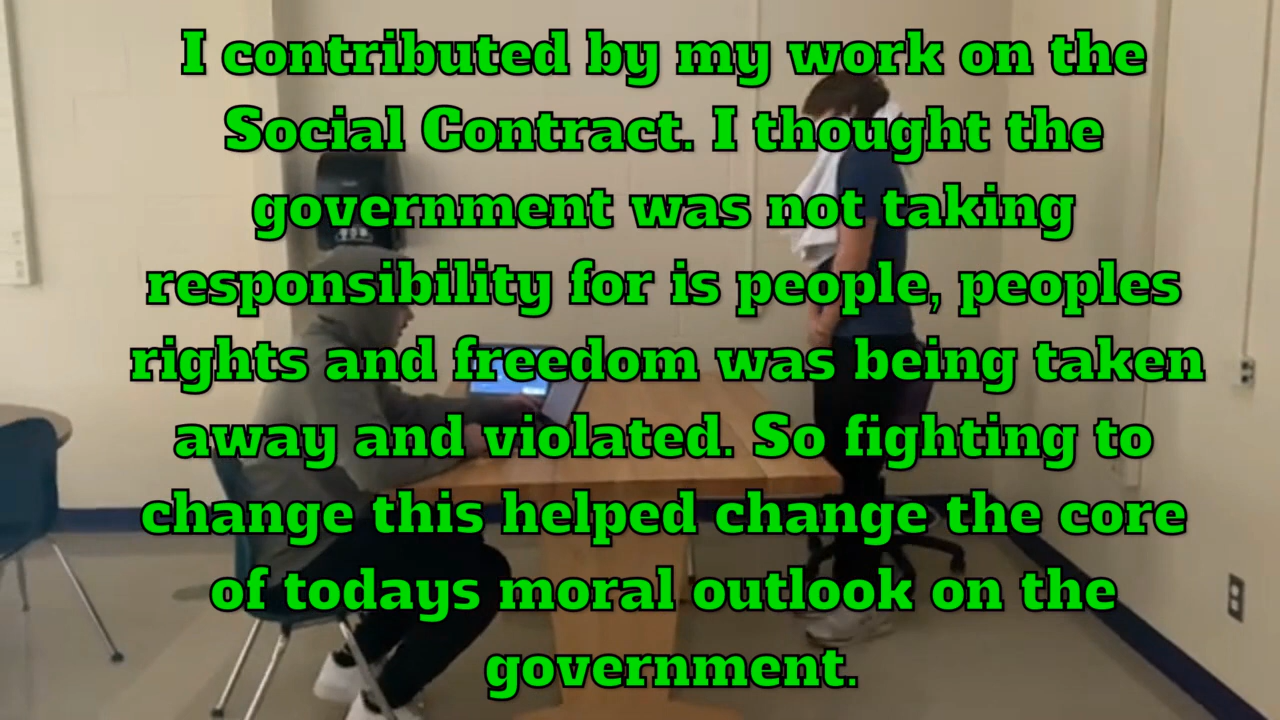 I contributed by my work on the
Social Contract. I thought the
government was not taking
responsibility for is people, peoples
rights and freedom was being taken
away and violated. So fighting to
change this helped change the core
of todays moral outlook on the
government.